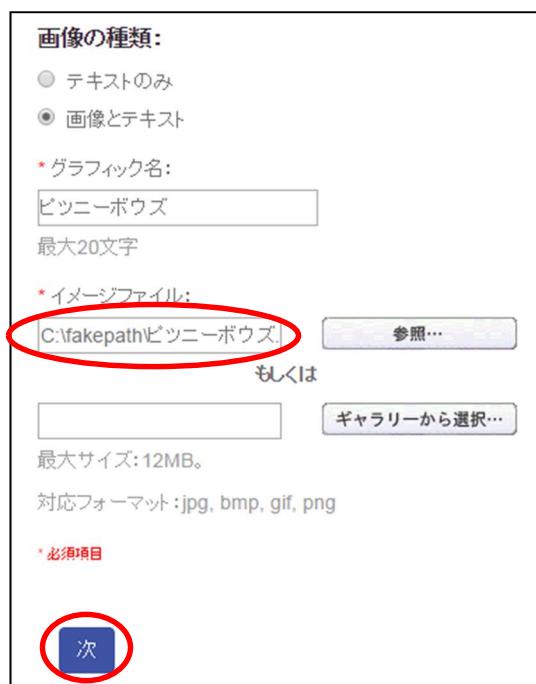 画像の種類:
テキストのみ
画像とテキスト
* グラフィック名:
ピツニーボウズ
最大20文字
* イメージファイル:
C:\fakepath\ピツニーボウズ. 参照…
もしくは
ギャラリーから選択…
最大サイズ:12MB。
対応フォーマット:jpg, bmp, gif, png
* 必須項目
次